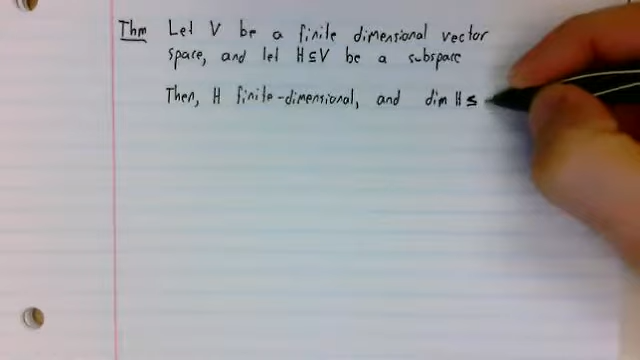 Thm Let V be a finite dimensional vector
space, and let H ⊆ V be a subspace
Then, H finite-dimensional, and dim H ≤